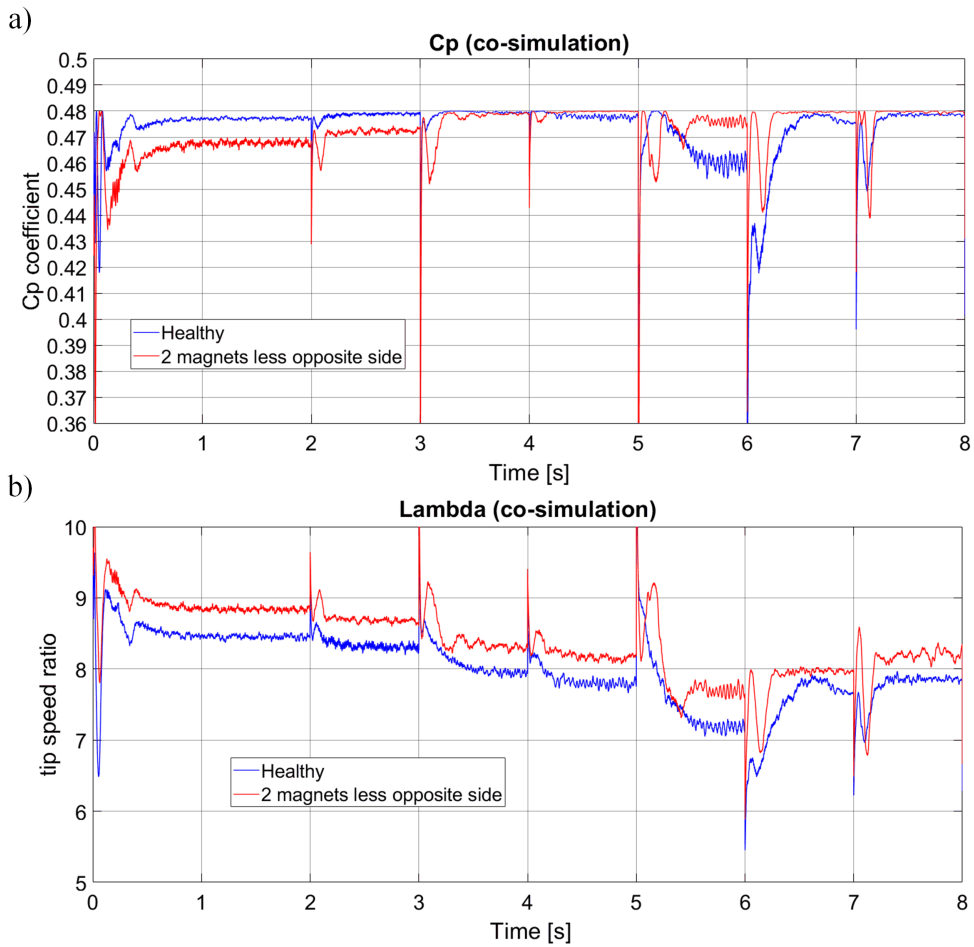 a)
Cp (co-simulation)
0.5
0.49
0.48
0.47
0.46
0.45
0.44
0.43
0.42
0.41
0.4
0.39
0.38
0.37
0.36
Cp coefficient
Healthy
2 magnets less opposite side
0 1 2 3 4 5 6 7 8
Time [s]
b)
Lambda (co-simulation)
10
9
8
7
6
5
tip speed ratio
Healthy
2 magnets less opposite side
0 1 2 3 4 5 6 7 8
Time [s]